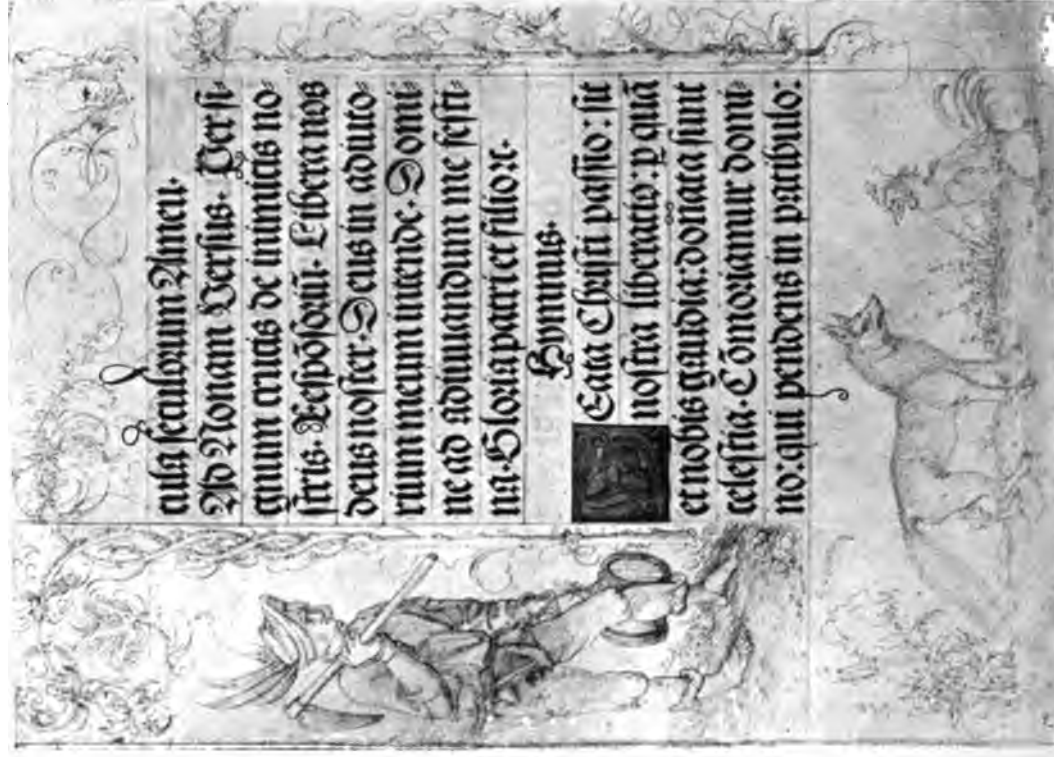 cula ſeculorum Amen.
Ad Nonam Verſus. Per ſi⸗
gnum crucis de inimicis no⸗
ſtris. Reſpōſoriū. Libera nos
deus noſter. Deus in adiuto⸗
rium meum intende. Domi⸗
ne ad adiuuandum me feſti⸗
na. Gloria patri et filio ⁊c.
Hymnus.
BEata Chriſti paſſio: ſit
noſtra liberatio: p quā
et nobis gaudia: donata ſunt
celeſtia. Cōmoriamur domi⸗
no: qui pendens in patibulo: